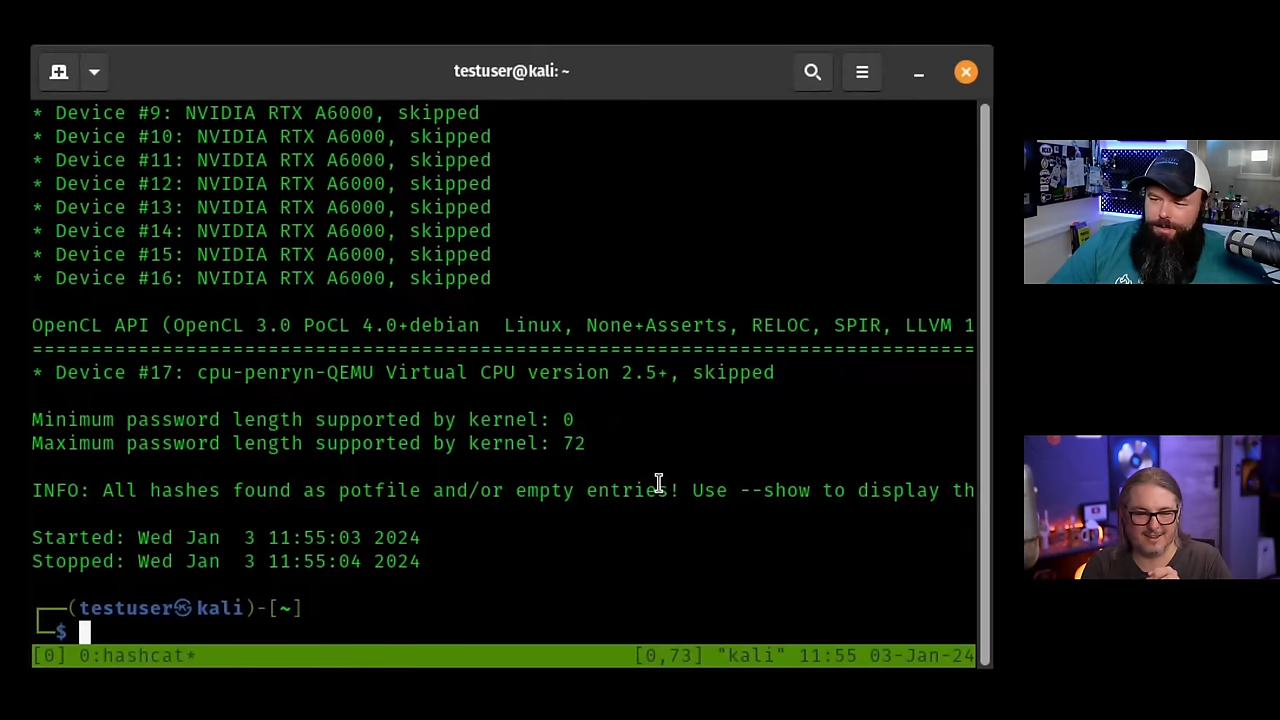 testuser@kali: ~
* Device #9: NVIDIA RTX A6000, skipped
* Device #10: NVIDIA RTX A6000, skipped
* Device #11: NVIDIA RTX A6000, skipped
* Device #12: NVIDIA RTX A6000, skipped
* Device #13: NVIDIA RTX A6000, skipped
* Device #14: NVIDIA RTX A6000, skipped
* Device #15: NVIDIA RTX A6000, skipped
* Device #16: NVIDIA RTX A6000, skipped
OpenCL API (OpenCL 3.0 PoCL 4.0+debian  Linux, None+Asserts, RELOC, SPIR, LLVM 1
================================================================================
* Device #17: cpu-penryn-QEMU Virtual CPU version 2.5+, skipped
Minimum password length supported by kernel: 0
Maximum password length supported by kernel: 72
INFO: All hashes found as potfile and/or empty entries! Use --show to display th
Started: Wed Jan  3 11:55:03 2024
Stopped: Wed Jan  3 11:55:04 2024
┌──(testuser㉿kali)-[~]
└─$
[0] 0:hashcat* [0,73] "kali" 11:55 03-Jan-24